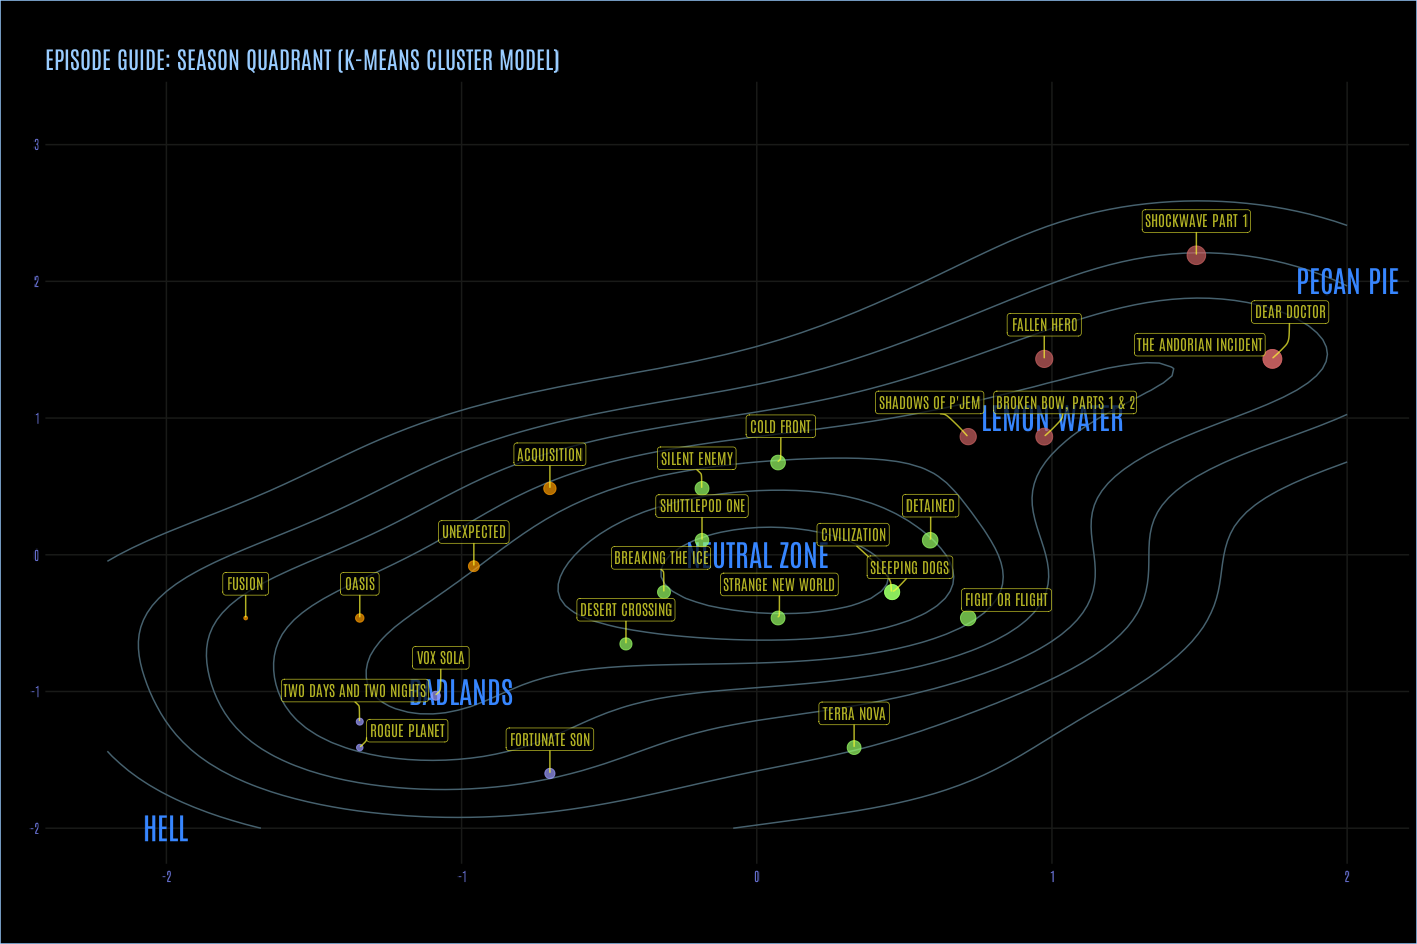 EPISODE GUIDE: SEASON QUADRANT (K-MEANS CLUSTER MODEL)
3
SHOCKWAVE PART 1
2
PECAN PIE
DEAR DOCTOR
FALLEN HERO
THE ANDORIAN INCIDENT
SHADOWS OF P'JEM
BROKEN BOW, PARTS 1 & 2
1
LEMON WATER
COLD FRONT
ACQUISITION
SILENT ENEMY
SHUTTLEPOD ONE
DETAINED
UNEXPECTED
CIVILIZATION
0
BREAKING THE ICE
NEUTRAL ZONE
SLEEPING DOGS
FUSION
OASIS
STRANGE NEW WORLD
FIGHT OR FLIGHT
DESERT CROSSING
VOX SOLA
-1
TWO DAYS AND TWO NIGHTS
BADLANDS
TERRA NOVA
ROGUE PLANET
FORTUNATE SON
-2
HELL
-2
-1
0
1
2